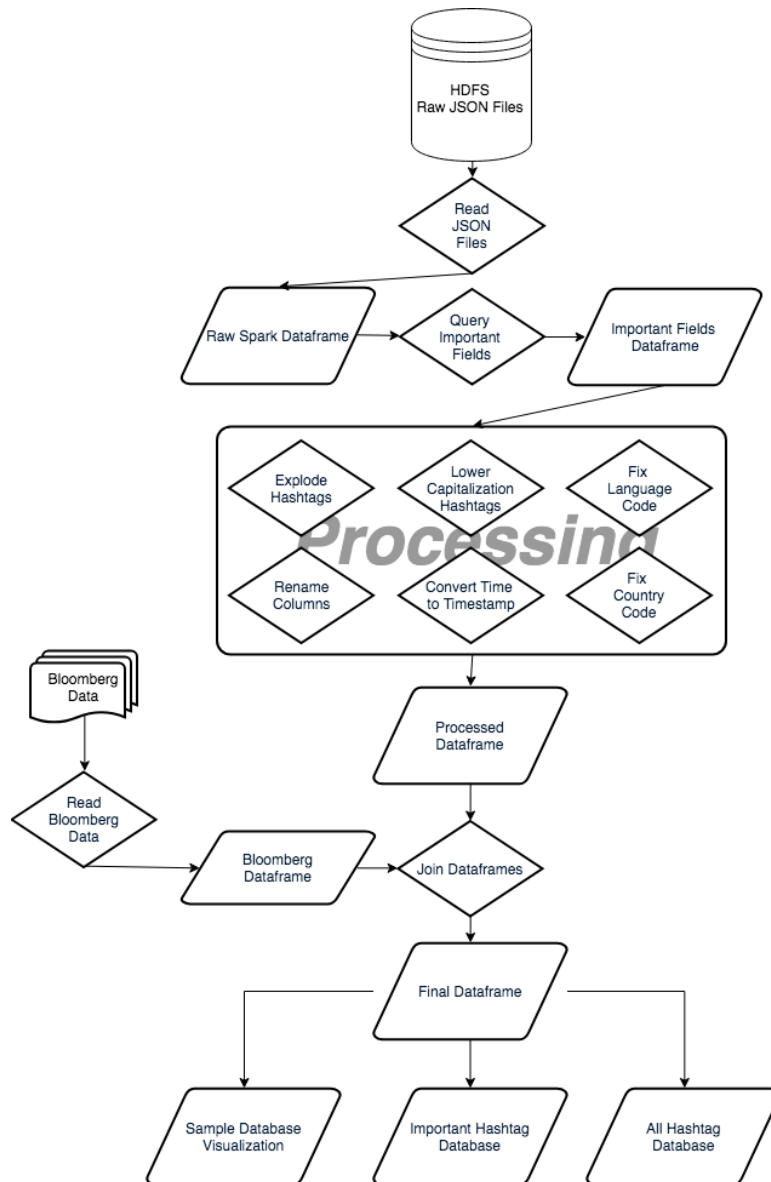 HDFS
Raw JSON Files
Read
JSON
Files
Raw Spark Dataframe
Query
Important
Fields
Important Fields
Dataframe
Explode
Hashtags
Lower
Capitalization
Hashtags
Fix
Language
Code
Processing
Rename
Columns
Convert Time
to Timestamp
Fix
Country
Code
Bloomberg
Data
Processed
Dataframe
Read
Bloomberg
Data
Bloomberg
Dataframe
Join Dataframes
Final Dataframe
Sample Database
Visualization
Important Hashtag
Database
All Hashtag
Database